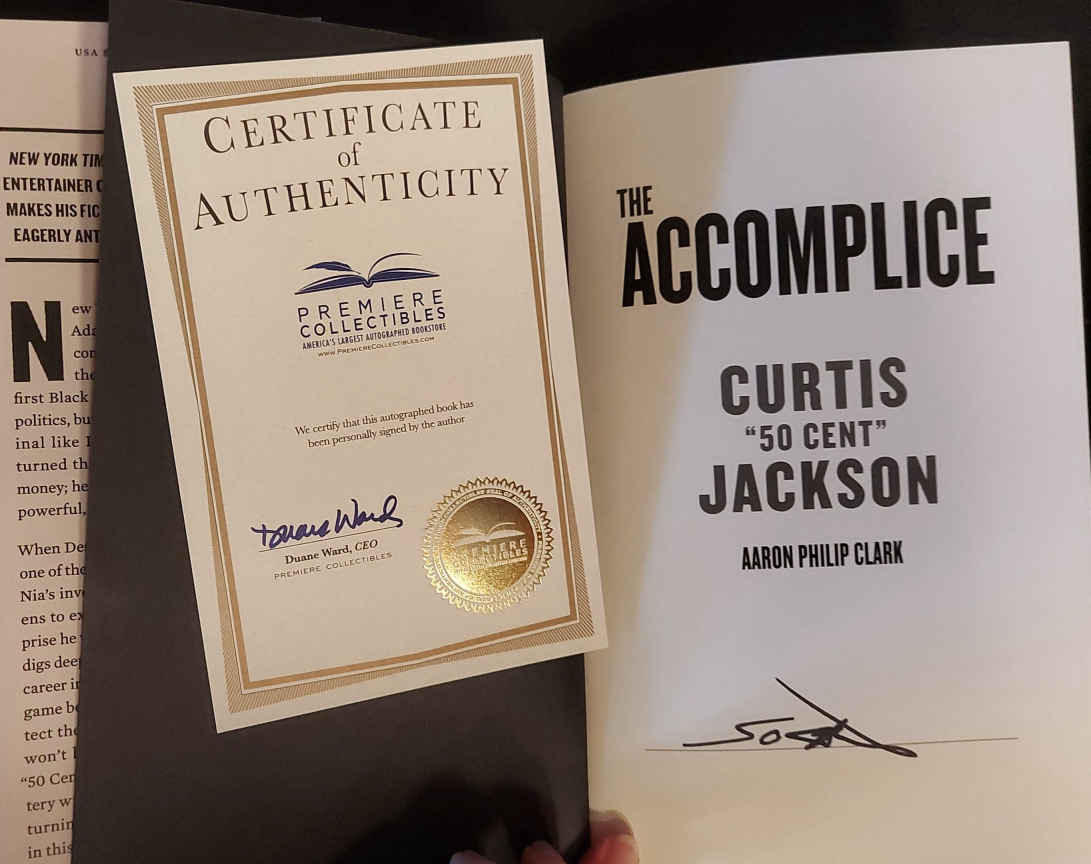 USA
NEW YORK TIM
ENTERTAINER
MAKES HIS FIC
EAGERLY ANT
New
Ada
con
the
first Black
politics, bu
inal like
turned th
money; he
powerful,
When De
one of the
Nia's inv
ens to ex
prise he
digs deep
career in
game be
tect the
won't
“50 Cen
tery w
turnin
in this
CERTIFICATE
of
AUTHENTICITY
PREMIERE
COLLECTIBLES
AMERICA'S LARGEST AUTOGRAPHED BOOKSTORE
www.PremiereCollectibles.com
We certify that this autographed book has
been personally signed by the author
Duane Ward
Duane Ward, CEO
PREMIERE COLLECTIBLES
PREMIERE
COLLECTIBLES
THE
ACCOMPLICE
CURTIS
“50 CENT”
JACKSON
AARON PHILIP CLARK
50